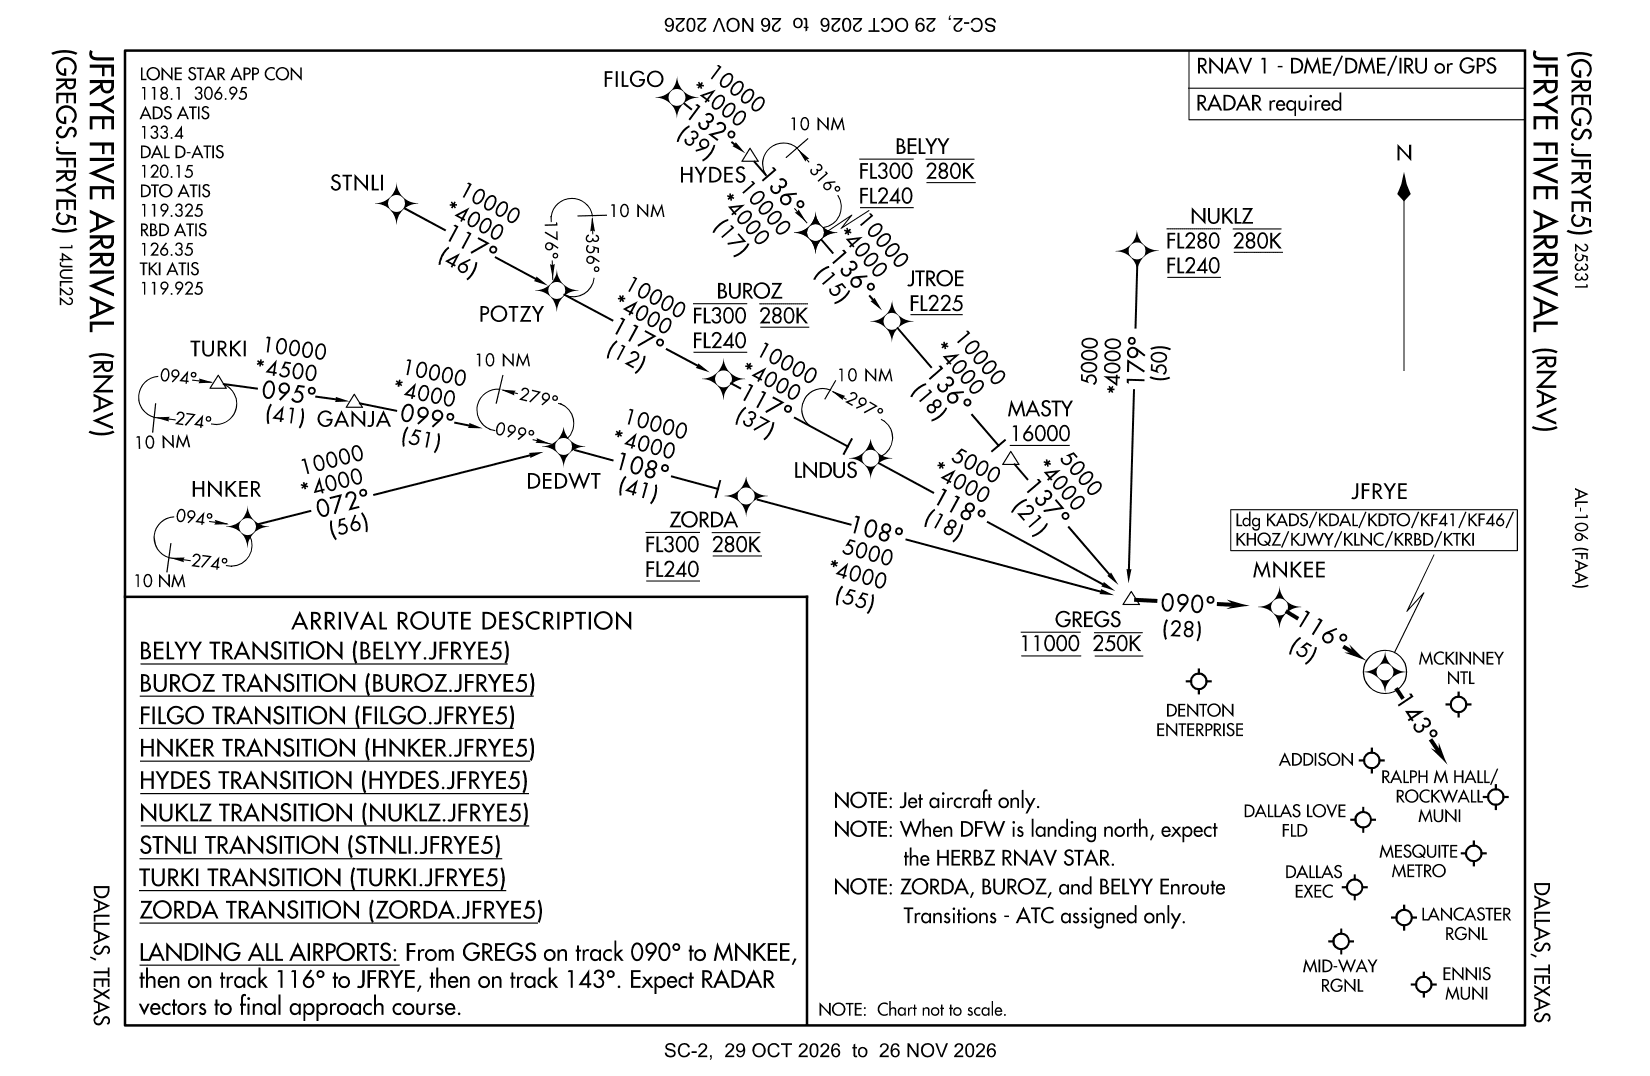 SC-2, 29 OCT 2026 to 26 NOV 2026
(GREGS.JFRYE5) 14JUL22
JFRYE FIVE ARRIVAL (RNAV)
DALLAS, TEXAS
LONE STAR APP CON
118.1 306.95
ADS ATIS
133.4
DAL D-ATIS
120.15
DTO ATIS
119.325
RBD ATIS
126.35
TKI ATIS
119.925
RNAV 1 - DME/DME/IRU or GPS
RADAR required
N
FILGO
10000
*4000
132°
(39)
HYDES
10 NM
316°
136°
10000
*4000
(17)
BELYY
FL300 280K
FL240
10000
*4000
136°
(15)
JTROE
FL225
10000
*4000
136°
(18)
MASTY
16000
5000
*4000
137°
(21)
NUKLZ
FL280 280K
FL240
5000
*4000
179°
(50)
STNLI
10000
*4000
117°
(46)
10 NM
176°
356°
POTZY
10000
*4000
117°
(12)
BUROZ
FL300 280K
FL240
10000
*4000
117°
(37)
10 NM
297°
LNDUS
5000
*4000
118°
(18)
TURKI
094°
274°
10 NM
10000
*4500
095°
(41)
GANJA
10000
*4000
099°
(51)
10 NM
279°
099°
DEDWT
HNKER
094°
274°
10 NM
10000
*4000
072°
(56)
10000
*4000
108°
(41)
ZORDA
FL300 280K
FL240
108°
5000
*4000
(55)
GREGS
11000 250K
090°
(28)
MNKEE
116°
(5)
JFRYE
Ldg KADS/KDAL/KDTO/KF41/KF46/
KHQZ/KJWY/KLNC/KRBD/KTKI
143°
MCKINNEY
NTL
DENTON
ENTERPRISE
ADDISON
RALPH M HALL/
ROCKWALL
MUNI
DALLAS LOVE
FLD
MESQUITE
METRO
DALLAS
EXEC
LANCASTER
RGNL
MID-WAY
RGNL
ENNIS
MUNI
ARRIVAL ROUTE DESCRIPTION
BELYY TRANSITION (BELYY.JFRYE5)
BUROZ TRANSITION (BUROZ.JFRYE5)
FILGO TRANSITION (FILGO.JFRYE5)
HNKER TRANSITION (HNKER.JFRYE5)
HYDES TRANSITION (HYDES.JFRYE5)
NUKLZ TRANSITION (NUKLZ.JFRYE5)
STNLI TRANSITION (STNLI.JFRYE5)
TURKI TRANSITION (TURKI.JFRYE5)
ZORDA TRANSITION (ZORDA.JFRYE5)
LANDING ALL AIRPORTS: From GREGS on track 090° to MNKEE,
then on track 116° to JFRYE, then on track 143°. Expect RADAR
vectors to final approach course.
NOTE: Jet aircraft only.
NOTE: When DFW is landing north, expect
the HERBZ RNAV STAR.
NOTE: ZORDA, BUROZ, and BELYY Enroute
Transitions - ATC assigned only.
NOTE: Chart not to scale.
(GREGS.JFRYE5) 25331
JFRYE FIVE ARRIVAL (RNAV)
AL-106 (FAA)
DALLAS, TEXAS
SC-2, 29 OCT 2026 to 26 NOV 2026